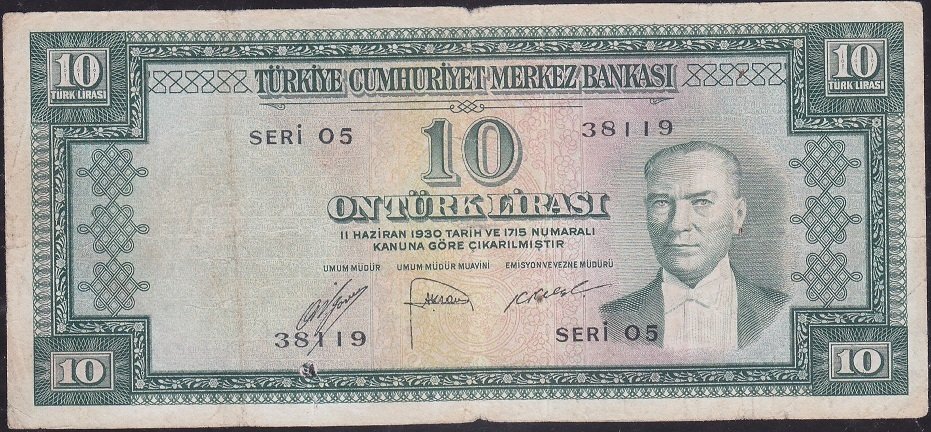 10
TÜRK LİRASI
TÜRKİYE CUMHURİYET MERKEZ BANKASI
10
TÜRK LİRASI
SERİ O5
10
38119
ON TÜRK LİRASI
11 HAZİRAN 1930 TARİH VE 1715 NUMARALI
KANUNA GÖRE ÇIKARILMIŞTIR
UMUM MÜDÜR UMUM MÜDÜR MUAVİNİ EMİSYON VE VEZNE MÜDÜRÜ
38119
SERİ O5
10
10